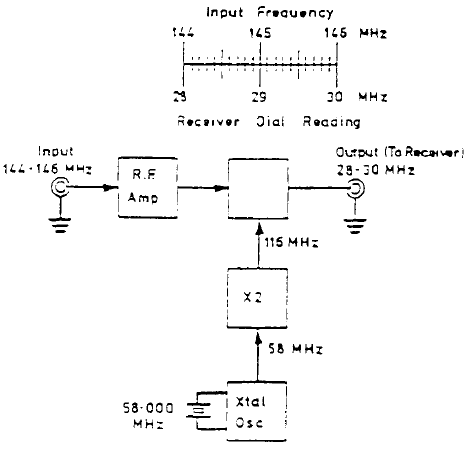 Input Frequency
144 145 146 MHz
28 29 30 MHz
Receiver Dial Reading
Input
144-146 MHz
R.F.
Amp
Output (To Receiver)
28-30 MHz
116 MHz
X2
58 MHz
58·000
MHz
Xtal
Osc